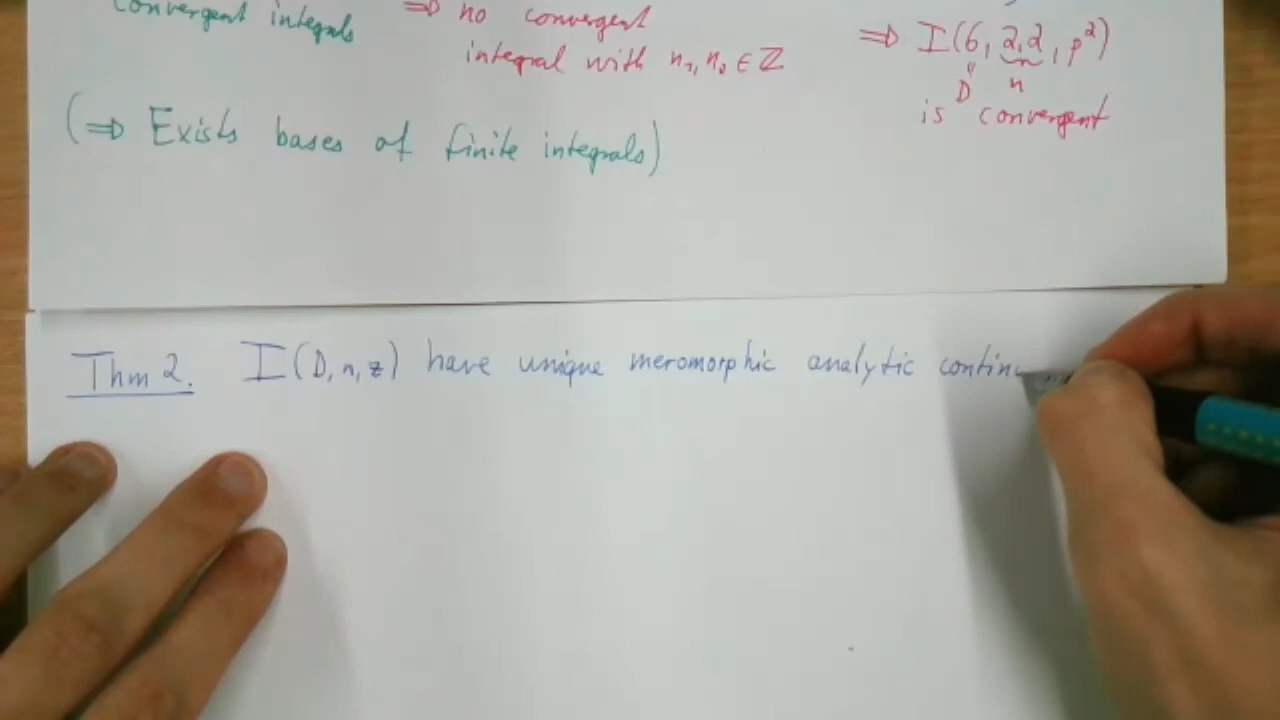 convergent integrals
⇒ no convergent
integral with n₁, n₂ ∈ ℤ
⇒ I(6, 2,2, p²)
D n
is convergent
(⇒ Exists bases of finite integrals)
Thm 2. I(D, n, z) have unique meromorphic analytic continu